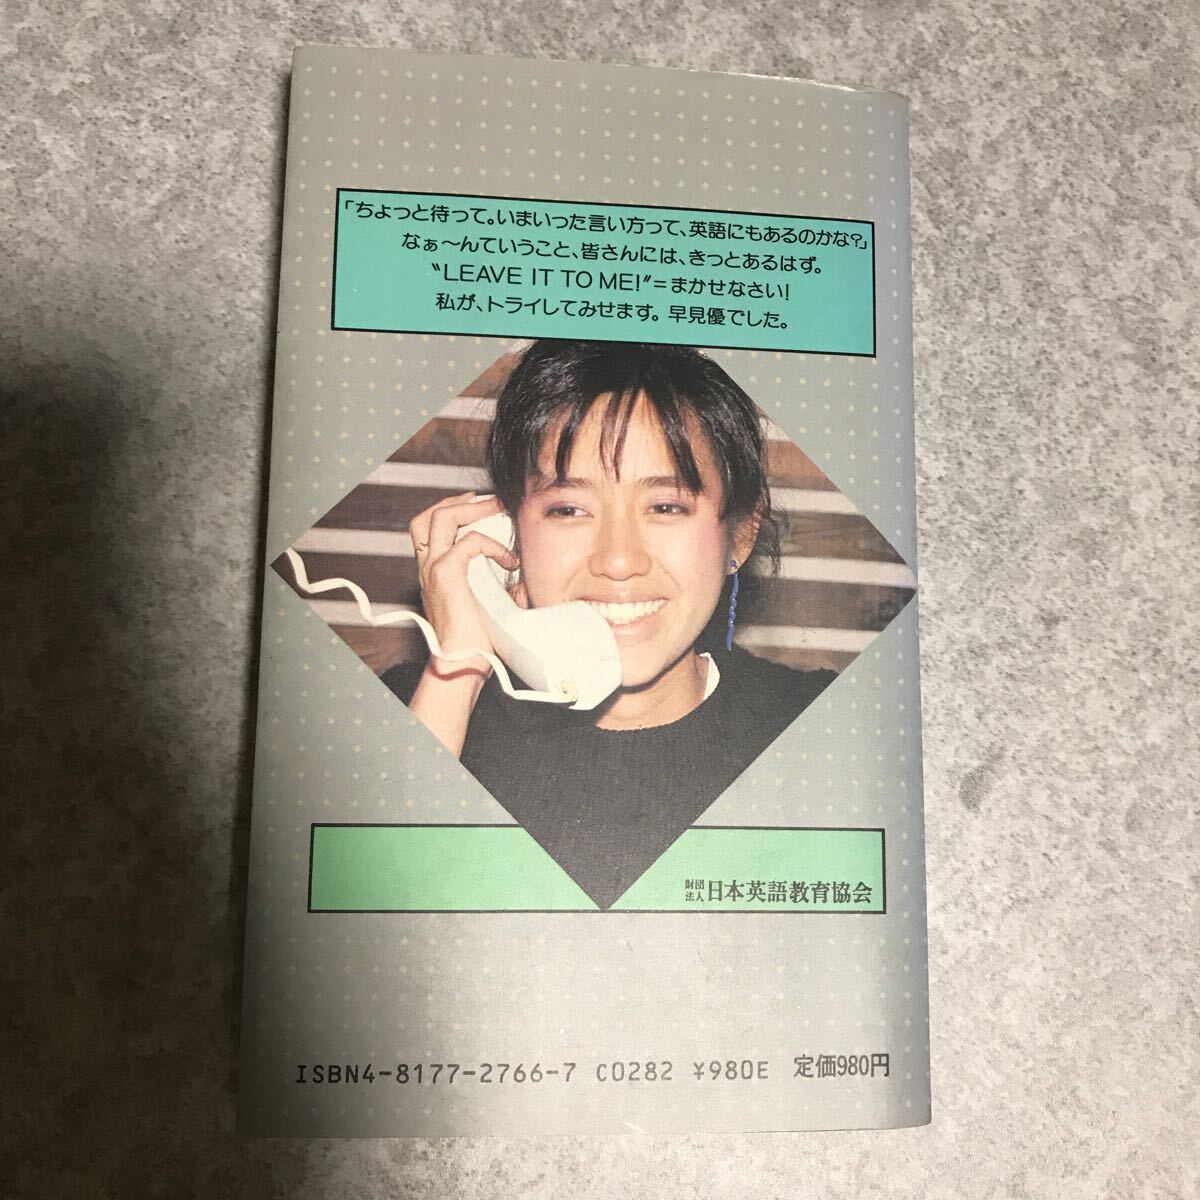 「ちょっと待って。いまいった言い方って、英語にもあるのかな?」
なぁ〜んていうこと、皆さんには、きっとあるはず。
〝LEAVE IT TO ME!〞=まかせなさい!
私が、トライしてみせます。早見優でした。
財団法人 日本英語教育協会
ISBN4-8177-2766-7 C0282 ¥980E 定価980円